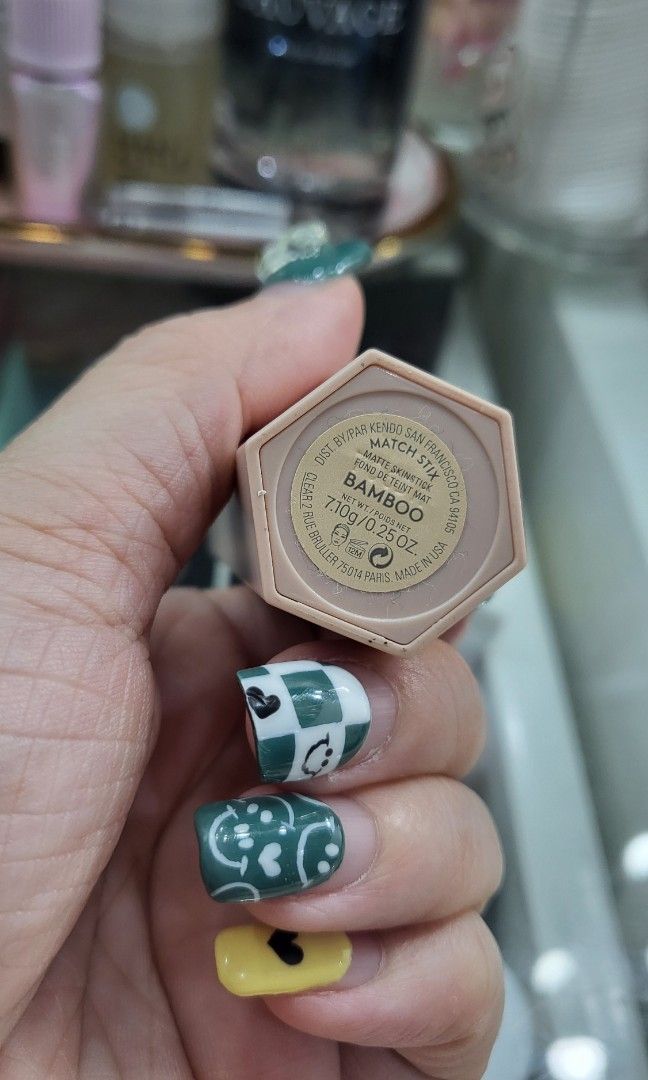 SAUVAGE
DIST. BY/PAR KENDO SAN FRANCISCO CA 94105
MATCH STIX
MATTE SKINSTICK
FOND DE TEINT MAT
BAMBOO
NET WT./POIDS NET
7.10g/0.25 OZ.
12M
CLEAR 2 RUE BRULLER 75014 PARIS. MADE IN USA